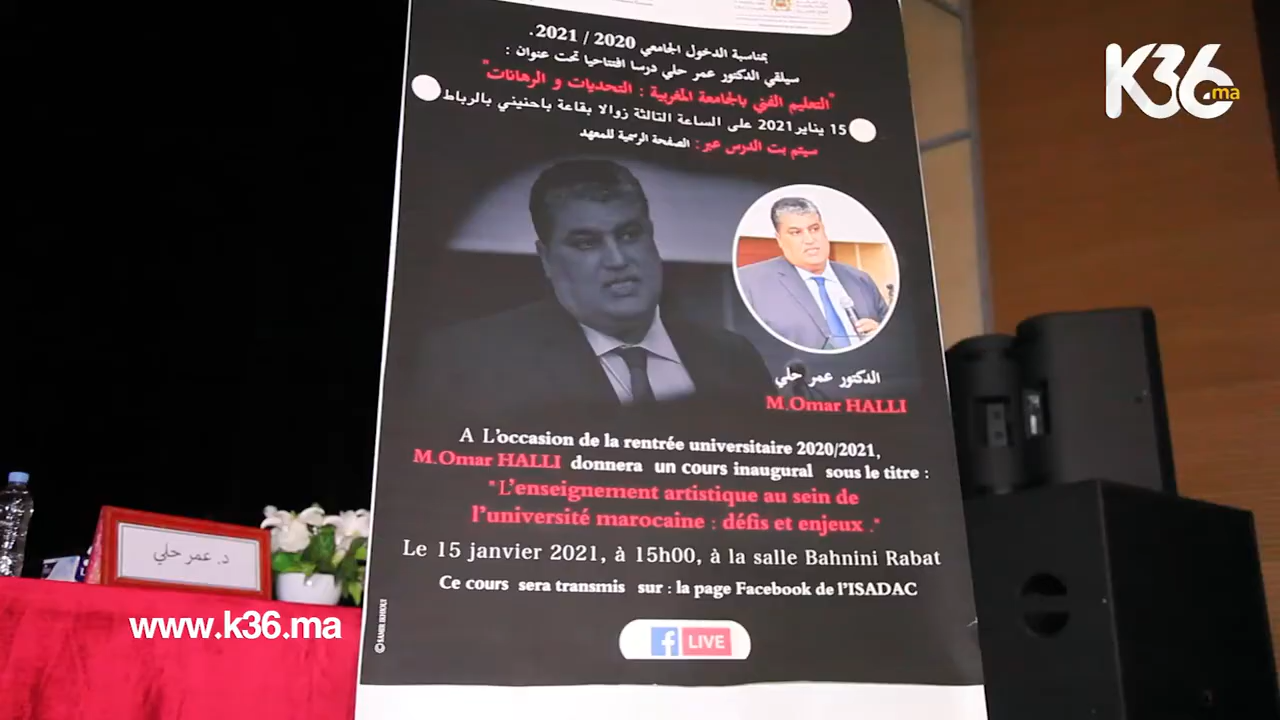 بمناسبة الدخول الجامعي 2020 / 2021.
سيلقي الدكتور عمر حلي درسا افتتاحيا تحت عنوان :
"التعليم الفني بالجامعة المغربية : التحديات و الرهانات"
15 يناير 2021 على الساعة الثالثة زوالا بقاعة باحنيني بالرباط
سيتم بت الدرس عبر : الصفحة الرسمية للمعهد
K36.ma
الدكتور عمر حلي
M.Omar HALLI
A L'occasion de la rentrée universitaire 2020/2021,
M.Omar HALLI donnera un cours inaugural sous le titre :
"L'enseignement artistique au sein de
l'université marocaine : défis et enjeux ."
Le 15 janvier 2021, à 15h00, à la salle Bahnini Rabat
Ce cours sera transmis sur : la page Facebook de l'ISADAC
f LIVE
د. عمر حلي
www.k36.ma